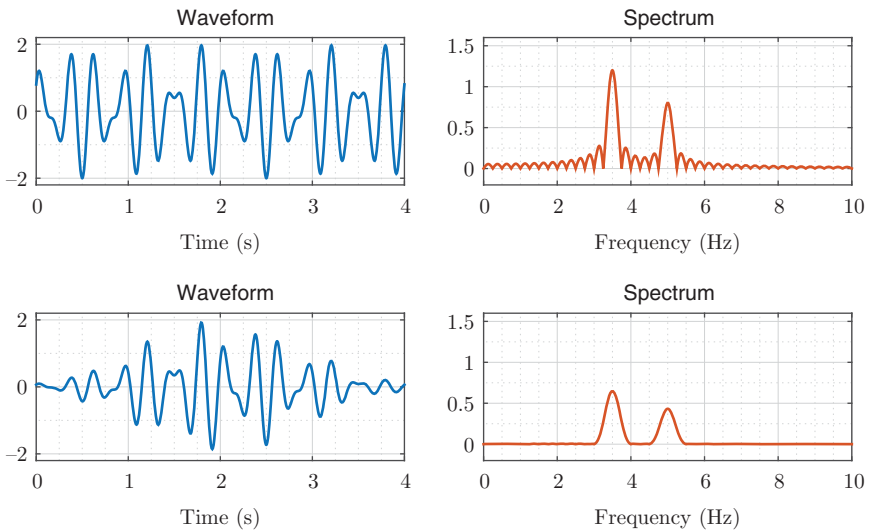 Waveform
2
0
−2
0 1 2 3 4
Time (s)
Spectrum
1.5
1
0.5
0
0 2 4 6 8 10
Frequency (Hz)
Waveform
2
0
−2
0 1 2 3 4
Time (s)
Spectrum
1.5
1
0.5
0
0 2 4 6 8 10
Frequency (Hz)